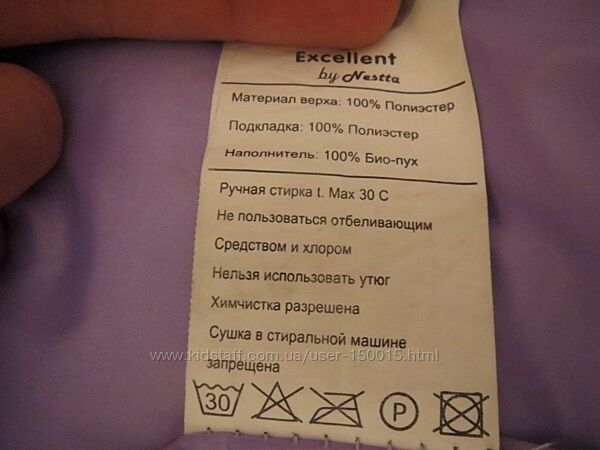 Excellent
by Nestta
Материал верха: 100% Полиэстер
Подкладка: 100% Полиэстер
Наполнитель: 100% Био-пух
Ручная стирка t. Max 30 C
Не пользоваться отбеливающим
Средством и хлором
Нельзя использовать утюг
Химчистка разрешена
Сушка в стиральной машине
www.kidstaff.com.ua/user-150015.html
запрещена
30 P